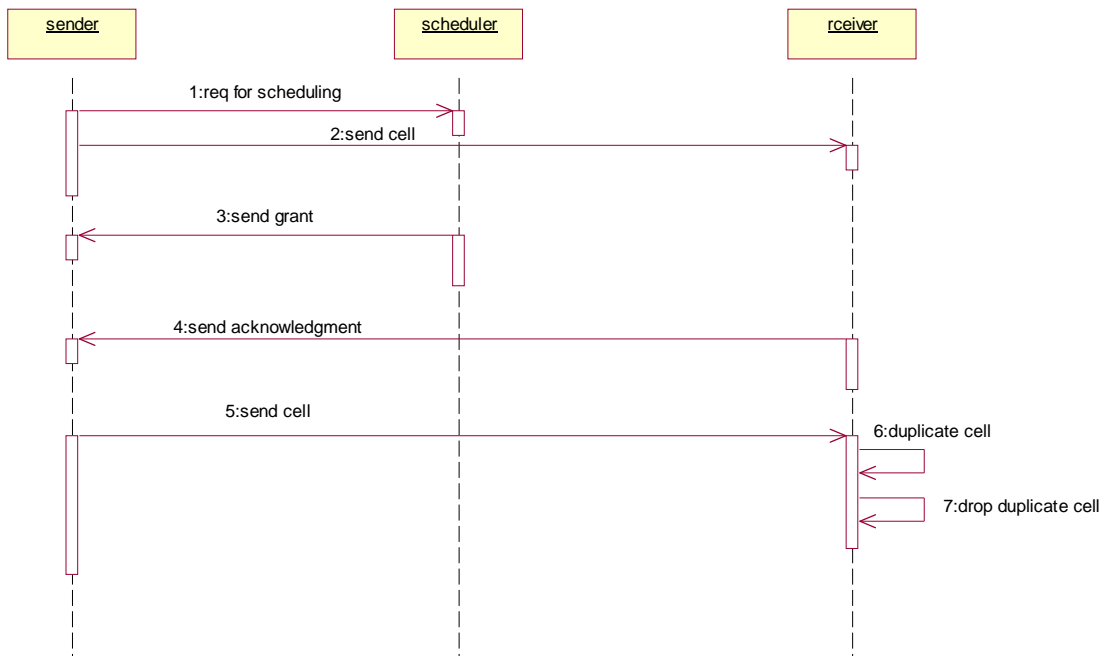 sender
scheduler
rceiver
1:req for scheduling
2:send cell
3:send grant
4:send acknowledgment
5:send cell
6:duplicate cell
7:drop duplicate cell